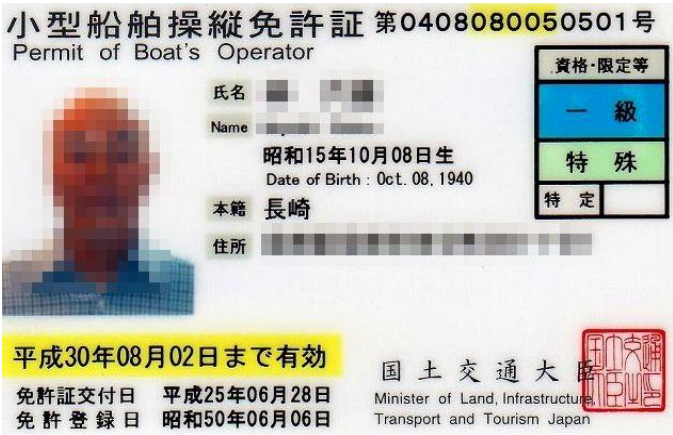 小型船舶操縦免許証 第0408080050501号
Permit of Boat's Operator
資格・限定等
氏名
一級
Name
昭和15年10月08日生
特殊
Date of Birth : Oct. 08, 1940
特定
本籍 長崎
住所
平成30年08月02日まで有効
国土交通大臣
免許証交付日 平成25年06月28日
Minister of Land, Infrastructure,
免許登録日 昭和50年06月06日
Transport and Tourism Japan